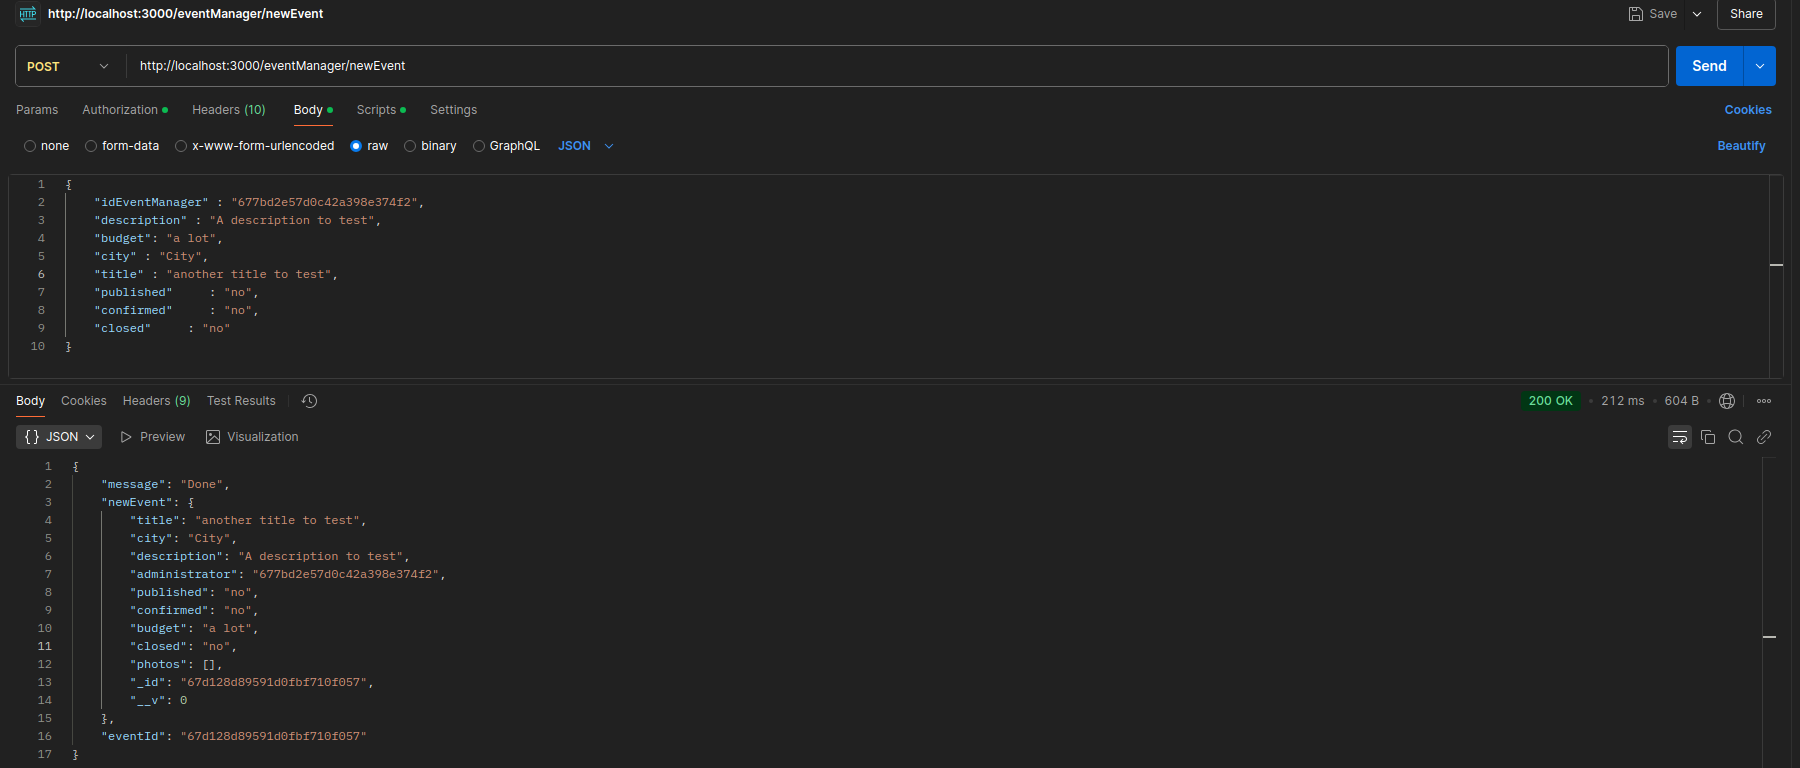 HTTP http://localhost:3000/eventManager/newEvent Save Share
POST http://localhost:3000/eventManager/newEvent Send
Params Authorization Headers (10) Body Scripts Settings Cookies
none form-data x-www-form-urlencoded raw binary GraphQL JSON Beautify
1 {
2 "idEventManager" : "677bd2e57d0c42a398e374f2",
3 "description" : "A description to test",
4 "budget": "a lot",
5 "city" : "City",
6 "title" : "another title to test",
7 "published" : "no",
8 "confirmed" : "no",
9 "closed" : "no"
10 }
Body Cookies Headers (9) Test Results 200 OK • 212 ms • 604 B •
{} JSON Preview Visualization
1 {
2 "message": "Done",
3 "newEvent": {
4 "title": "another title to test",
5 "city": "City",
6 "description": "A description to test",
7 "administrator": "677bd2e57d0c42a398e374f2",
8 "published": "no",
9 "confirmed": "no",
10 "budget": "a lot",
11 "closed": "no",
12 "photos": [],
13 "_id": "67d128d89591d0fbf710f057",
14 "__v": 0
15 },
16 "eventId": "67d128d89591d0fbf710f057"
17 }